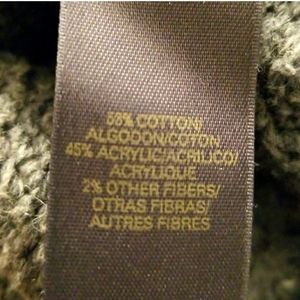 53% COTTON/
ALGODON/COTON
45% ACRYLIC/ACRILICO/
ACRYLIQUE
2% OTHER FIBERS/
OTRAS FIBRAS/
AUTRES FIBRES